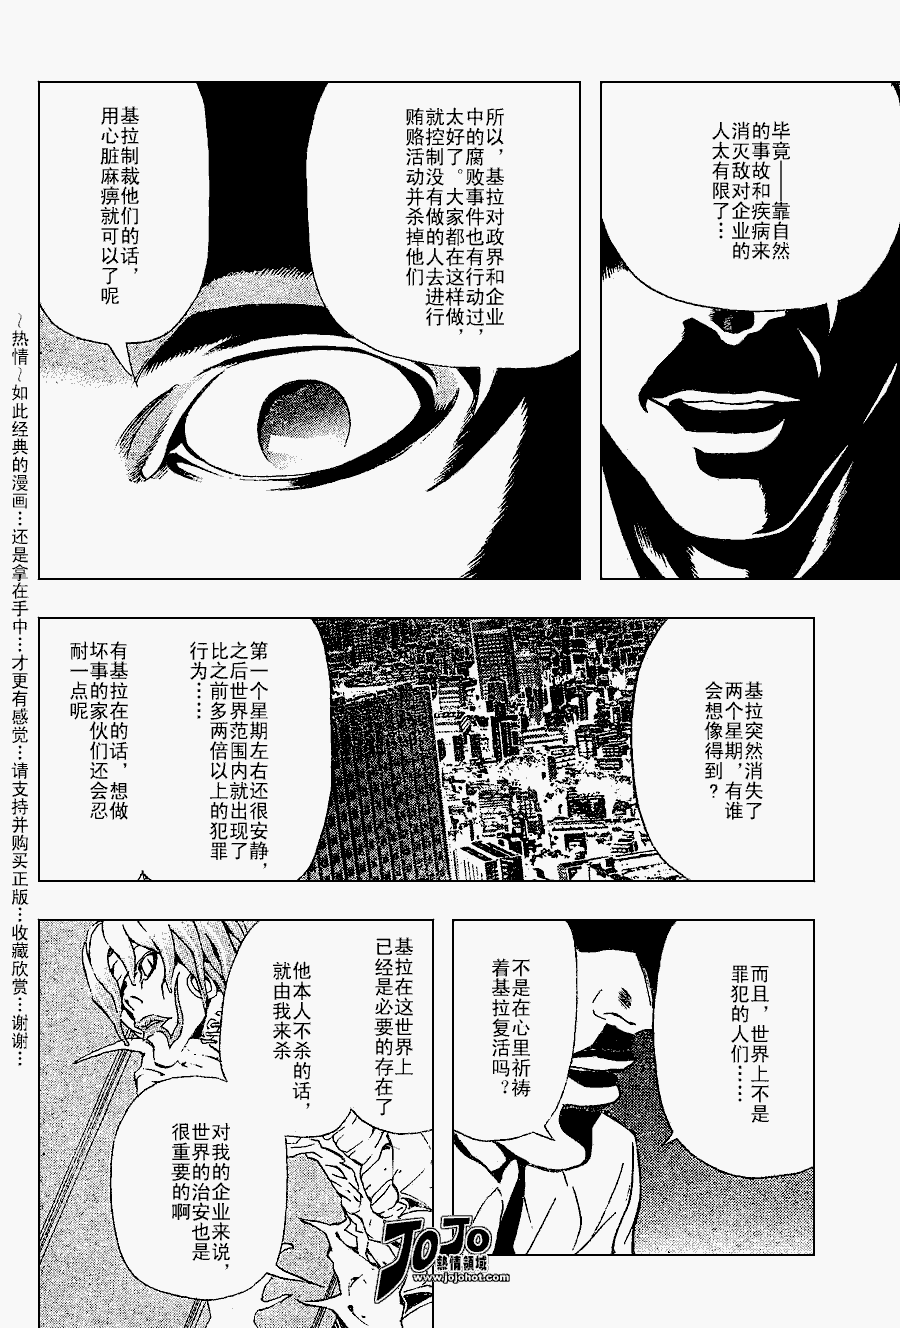 毕竟——靠自然
的事故和疾病来
消灭敌对企业的
人太有限了…
所以，基拉对政界和企业
中的腐败事件也有行动过，
太好了。大家都在这样做，
就控制没有做的人去进行
贿赂活动并杀掉他们
基拉制裁他们的话，
用心脏麻痹就可以了呢
基拉突然消失了
两个星期，有谁
会想像得到？
第一个星期左右还很安静，
之后世界范围内就出现了
比之前多两倍以上的犯罪
行为……
有基拉在的话，想做
坏事的家伙们还会忍
耐一点呢
而且，世界上不是
罪犯的人们……
不是在心里祈祷
着基拉复活吗？
基拉在这世界上
已经是必要的存在了
他本人不杀的话，
就由我来杀
对我的企业来说，
世界的治安也是
很重要的啊
～热情～如此经典的漫画…还是拿在手中…才更有感觉…请支持并购买正版…收藏欣赏…谢谢…
JoJo
熱情領域
www.jojohot.com